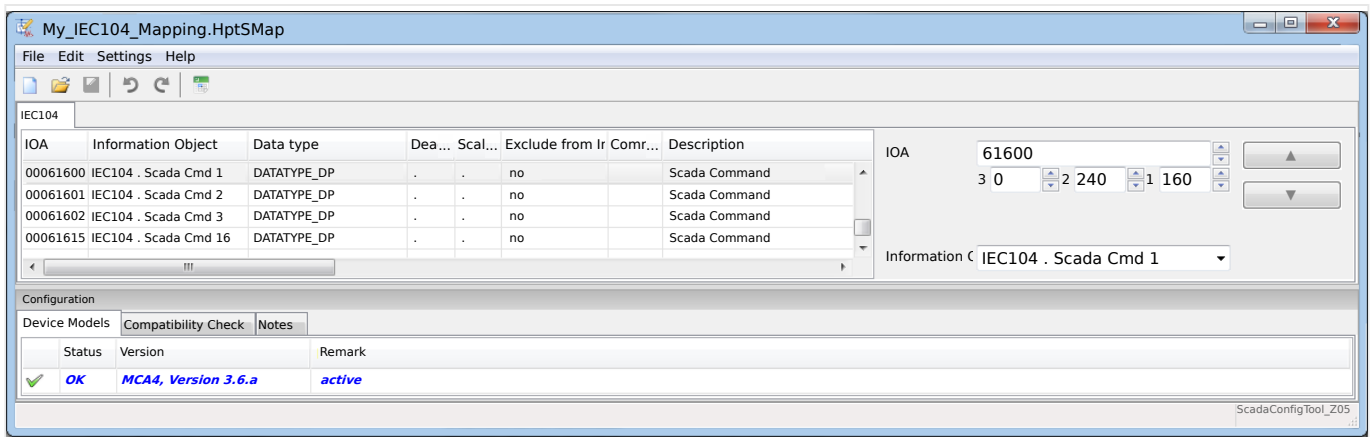 My_IEC104_Mapping.HptSMap
File Edit Settings Help
IEC104
IOA Information Object Data type Dea... Scal... Exclude from Ir Comr... Description
00061600 IEC104 . Scada Cmd 1 DATATYPE_DP . . no Scada Command
00061601 IEC104 . Scada Cmd 2 DATATYPE_DP . . no Scada Command
00061602 IEC104 . Scada Cmd 3 DATATYPE_DP . . no Scada Command
00061615 IEC104 . Scada Cmd 16 DATATYPE_DP . . no Scada Command
IOA 61600
3 0 2 240 1 160
Information IEC104 . Scada Cmd 1
Configuration
Device Models Compatibility Check Notes
Status Version Remark
OK MCA4, Version 3.6.a active
ScadaConfigTool_Z05